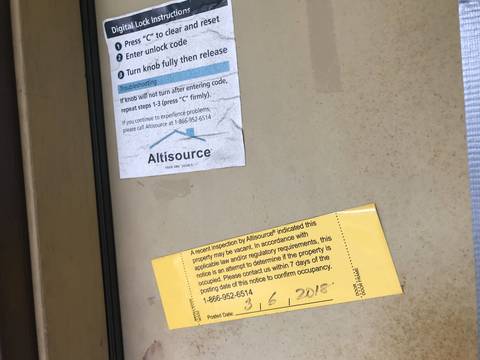 Digital Lock Instructions
1 Press "C" to clear and reset
2 Enter unlock code
3 Turn knob fully then release
Troubleshooting
If knob will not turn after entering code,
repeat steps 1-3 (press "C" firmly).
If you continue to experience problems,
please call Altisource at 1-866-952-6514
Altisource
A recent inspection by Altisource® indicated this
property may be vacant. In accordance with
applicable law and/or regulatory requirements, this
notice is an attempt to determine if the property is
occupied. Please contact us within 7 days of the
posting date of this notice to confirm occupancy.
1-866-952-6514
Posted Date: 3 / 6 / 2018